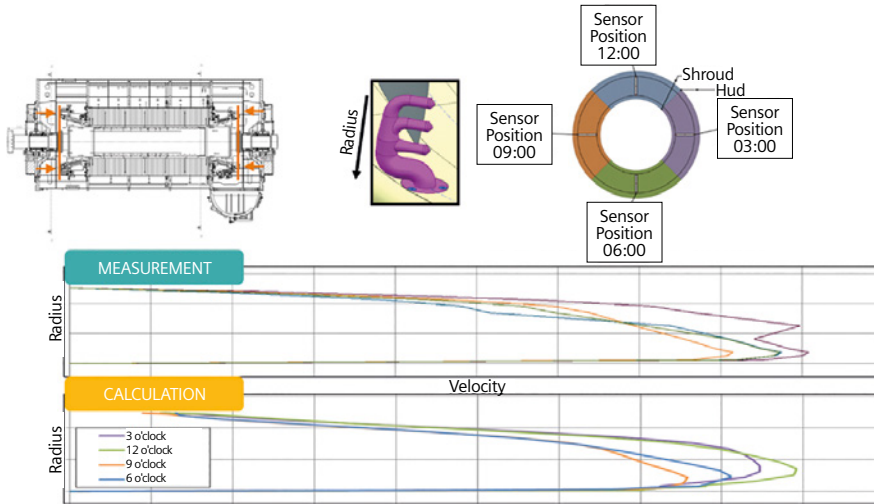 Sensor
Position
12:00
Shroud
Hud
Sensor
Position
09:00
Sensor
Position
03:00
Sensor
Position
06:00
Radius
MEASUREMENT
Radius
Velocity
CALCULATION
Radius
3 o'clock
12 o'clock
9 o'clock
6 o'clock